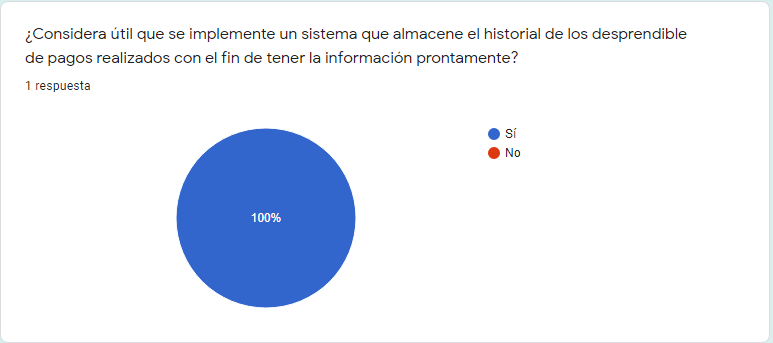 ¿Considera útil que se implemente un sistema que almacene el historial de los desprendible
de pagos realizados con el fin de tener la información prontamente?
1 respuesta
Sí
No
100%